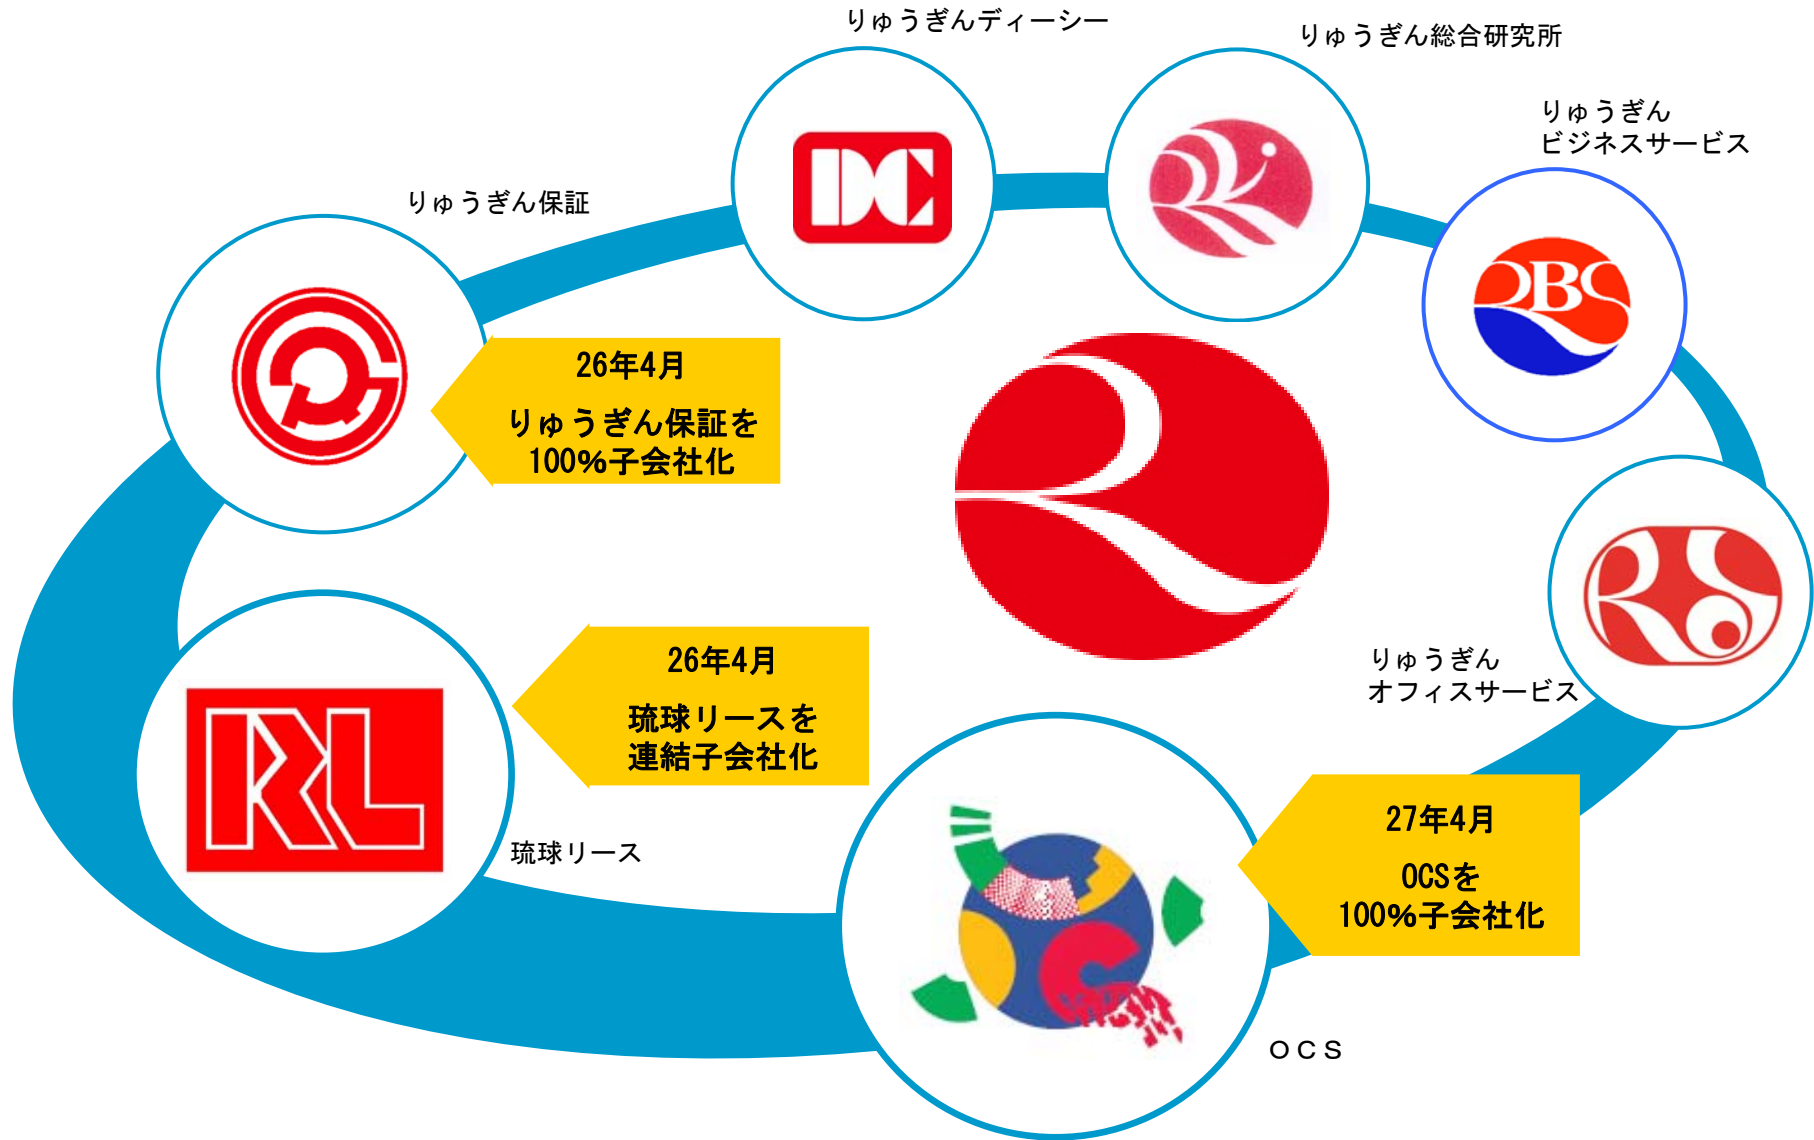 りゅうぎんディーシー
りゅうぎん総合研究所
りゅうぎん
ビジネスサービス
りゅうぎん保証
DC
RBS
26年4月
りゅうぎん保証を
100%子会社化
26年4月
琉球リースを
連結子会社化
RL
琉球リース
りゅうぎん
オフィスサービス
27年4月
OCSを
100%子会社化
ＯＣＳ